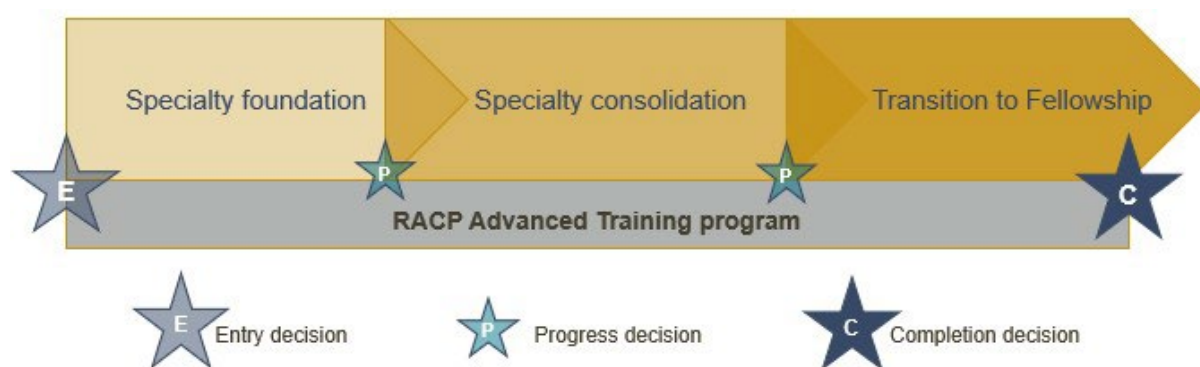 Specialty foundation
Specialty consolidation
Transition to Fellowship
E
P
P
C
RACP Advanced Training program
E Entry decision
P Progress decision
C Completion decision